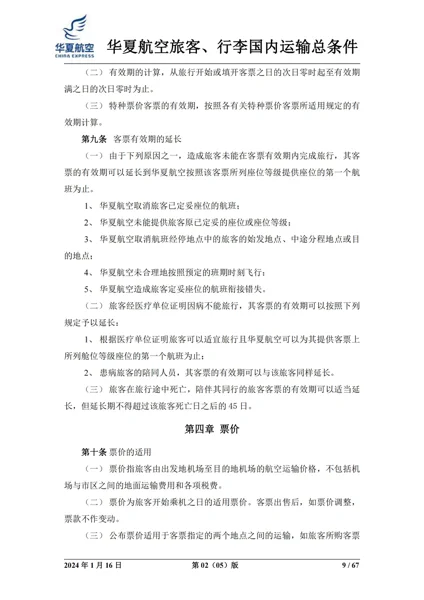 华夏航空
CHINA EXPRESS
华夏航空旅客、行李国内运输总条件
（二） 有效期的计算，从旅行开始或填开客票之日的次日零时起至有效期
满之日的次日零时为止。
（三） 特种票价客票的有效期，按照各有关特种票价客票所适用规定的有
效期计算。
第九条 客票有效期的延长
（一） 由于下列原因之一，造成旅客未能在客票有效期内完成旅行，其客
票的有效期可以延长到华夏航空按照该客票所列座位等级提供座位的第一个航
班为止。
1、 华夏航空取消旅客已定妥座位的航班；
2、 华夏航空未能提供旅客原已定妥的座位或座位等级；
3、 华夏航空取消航班经停地点中的旅客的始发地点、中途分程地点或目
的地点；
4、 华夏航空未合理地按照预定的班期时刻飞行；
5、 华夏航空造成旅客定妥座位的航班衔接错失。
（二） 旅客经医疗单位证明因病不能旅行，其客票的有效期可以按照下列
规定予以延长：
1、 根据医疗单位证明旅客可以适宜旅行且华夏航空可以为其提供客票上
所列舱位等级座位的第一个航班为止；
2、 患病旅客的陪同人员，其客票的有效期可以与该旅客同样延长。
（三） 旅客在旅行途中死亡，陪伴其同行的旅客客票的有效期可以适当延
长，但延长期不得超过该旅客死亡日之后的 45 日。
第四章 票价
第十条 票价的适用
（一） 票价指旅客由出发地机场至目的地机场的航空运输价格，不包括机
场与市区之间的地面运输费用和各项税费。
（二） 票价为旅客开始乘机之日的适用票价。客票出售后，如票价调整，
票款不作变动。
（三） 公布票价适用于客票指定的两个地点之间的运输，如旅客所购客票
2024 年 1 月 16 日 第 02（05）版 9 / 67